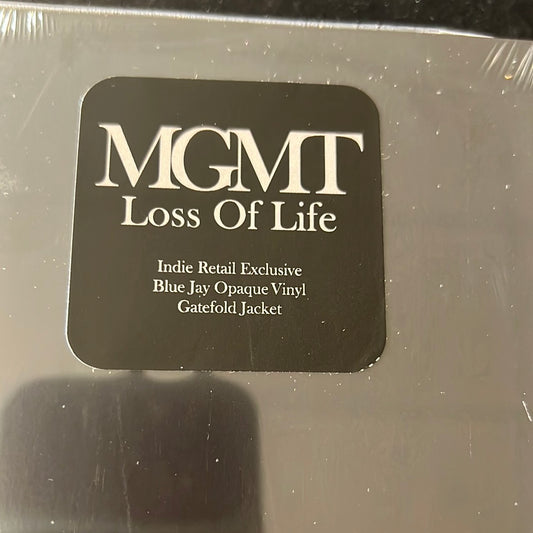 MGMT
Loss Of Life
Indie Retail Exclusive
Blue Jay Opaque Vinyl
Gatefold Jacket